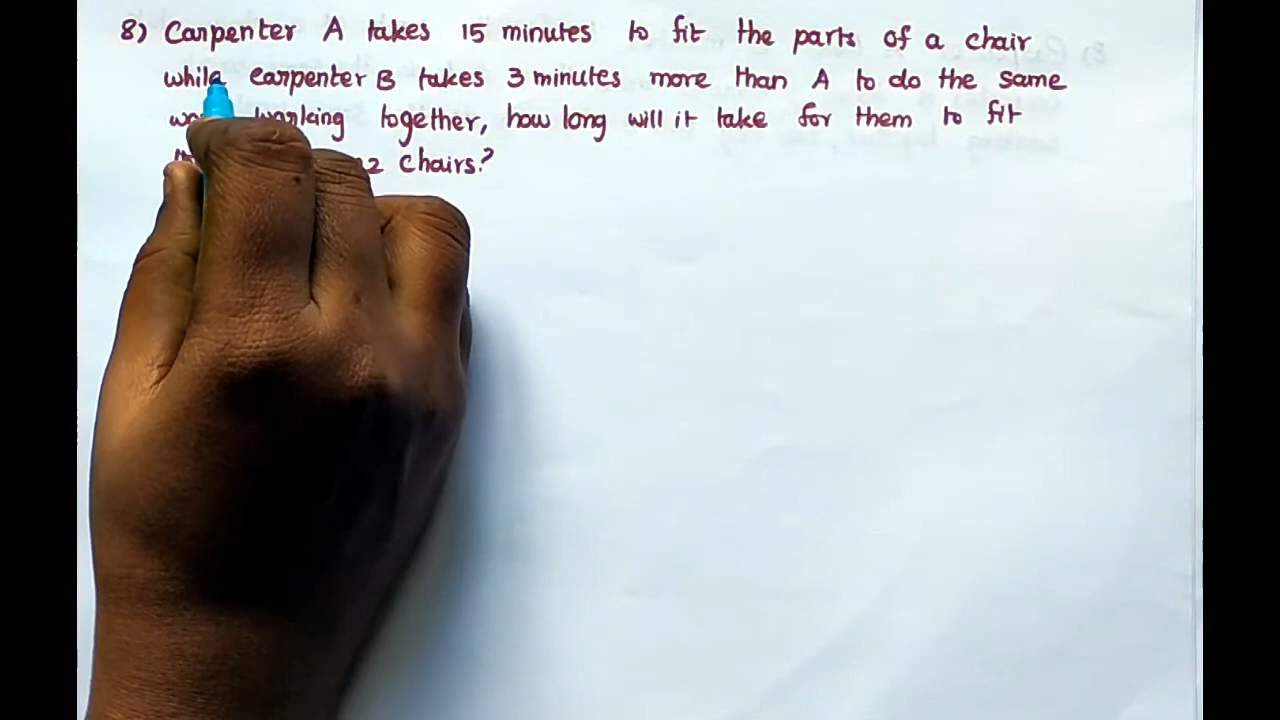 8) Carpenter A takes 15 minutes to fit the parts of a chair
while carpenter B takes 3 minutes more than A to do the same
working together, how long will it take for them to fit
2 chairs?